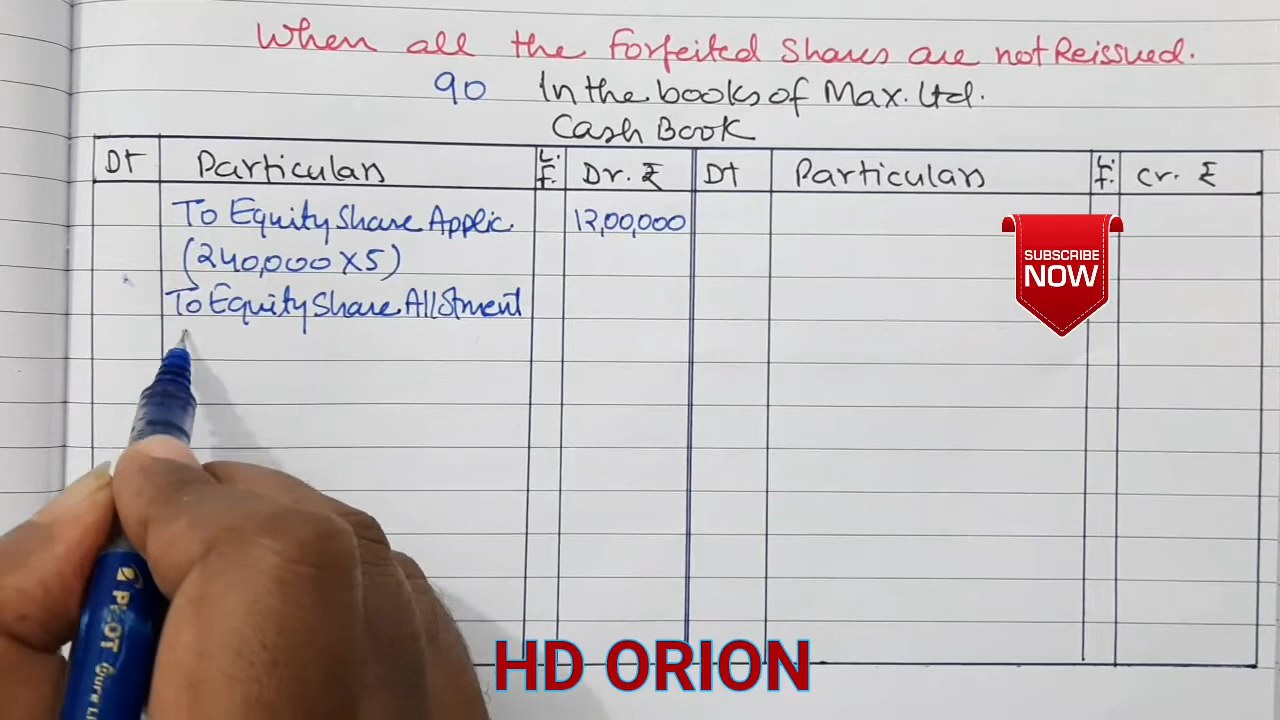 When all the Forfeited Shares are not Reissued.
90 In the books of Max. Ltd.
Cash Book
Dt Particulars L.F. Dr. ₹ Dt Particulars L.F. Cr. ₹
To Equity Share Applic. 12,00,000
(240,000 X 5)
To Equity Share Allotment
SUBSCRIBE
NOW
PILOT
HD ORION